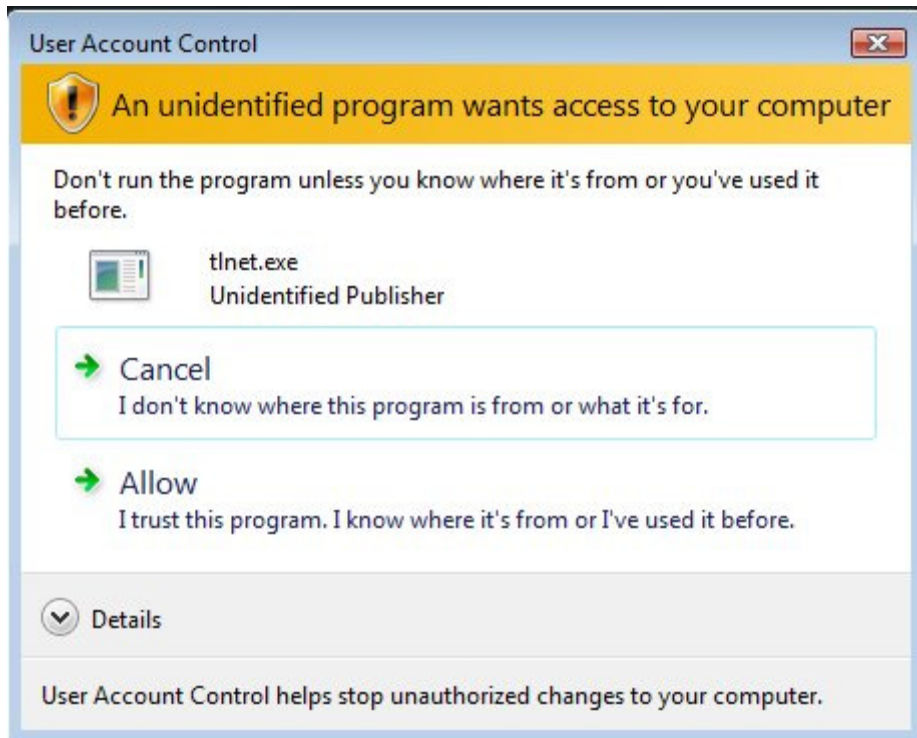 User Account Control
An unidentified program wants access to your computer
Don't run the program unless you know where it's from or you've used it
before.
tlnet.exe
Unidentified Publisher
Cancel
I don't know where this program is from or what it's for.
Allow
I trust this program. I know where it's from or I've used it before.
Details
User Account Control helps stop unauthorized changes to your computer.